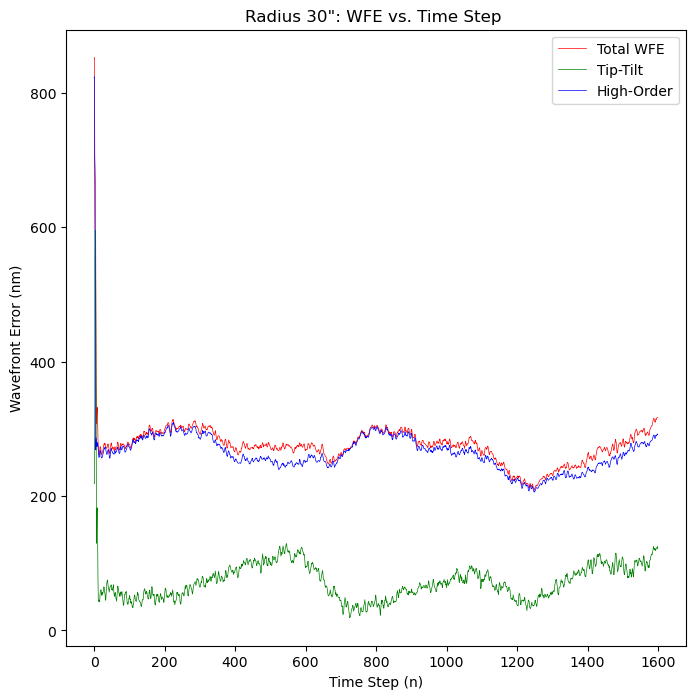 Radius 30": WFE vs. Time Step
Total WFE
Tip-Tilt
High-Order
800
600
400
200
0
Wavefront Error (nm)
0 200 400 600 800 1000 1200 1400 1600
Time Step (n)